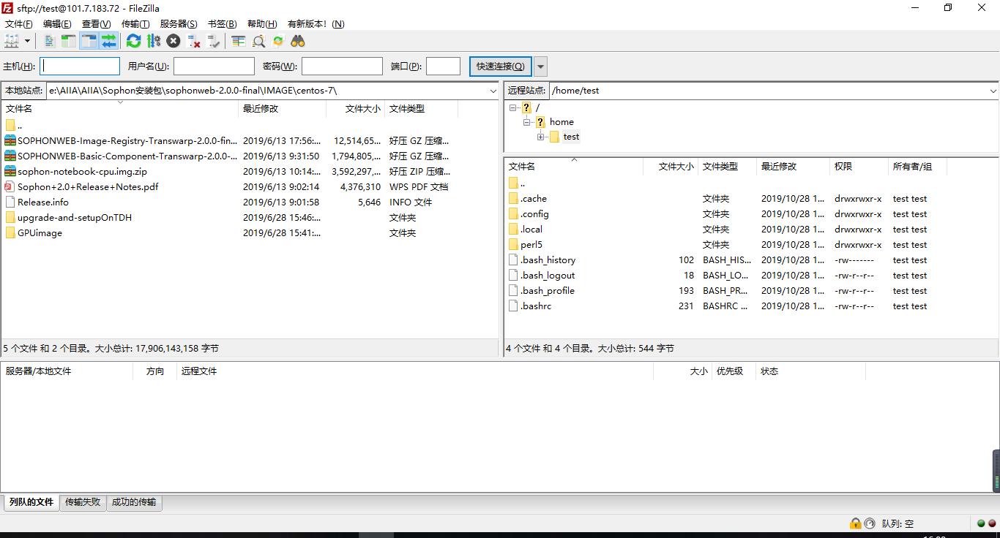 sftp://test@101.7.183.72 - FileZilla
文件(F) 编辑(E) 查看(V) 传输(T) 服务器(S) 书签(B) 帮助(H) 有新版本! (N)
主机(H): 用户名(U): 密码(W): 端口(P): 快速连接(Q)
本地站点: e:\AIIA\AIIA\Sophon安装包\sophonweb-2.0.0-final\IMAGE\centos-7\
文件名 最近修改 文件大小 文件类型
..
SOPHONWEB-Image-Registry-Transwarp-2.0.0-fin... 2019/6/13 17:56:... 12,514,65... 好压 GZ 压缩...
SOPHONWEB-Basic-Component-Transwarp-2.0.0-... 2019/6/13 9:31:50 1,794,805,... 好压 GZ 压缩...
sophon-notebook-cpu.img.zip 2019/6/13 10:14:... 3,592,297,... 好压 ZIP 压缩...
Sophon+2.0+Release+Notes.pdf 2019/6/13 9:02:14 4,376,310 WPS PDF 文档
Release.info 2019/6/13 9:01:58 5,646 INFO 文件
upgrade-and-setupOnTDH 2019/6/28 15:46:... 文件夹
GPUimage 2019/6/28 15:41:... 文件夹
5 个文件 和 2 个目录。大小总计: 17,906,143,158 字节
远程站点: /home/test
/
home
test
文件名 文件大小 文件类型 最近修改 权限 所有者/组
..
.cache 文件夹 2019/10/28 1... drwxrwxr-x test test
.config 文件夹 2019/10/28 1... drwxrwxr-x test test
.local 文件夹 2019/10/28 1... drwxrwxr-x test test
perl5 文件夹 2019/10/28 1... drwxrwxr-x test test
.bash_history 102 BASH_HIS... 2019/10/28 1... -rw------- test test
.bash_logout 18 BASH_LO... 2019/10/28 1... -rw-r--r-- test test
.bash_profile 193 BASH_PR... 2019/10/28 1... -rw-r--r-- test test
.bashrc 231 BASHRC ... 2019/10/28 1... -rw-r--r-- test test
4 个文件 和 4 个目录。大小总计: 544 字节
服务器/本地文件 方向 远程文件 大小 优先级 状态
列队的文件 传输失败 成功的传输
队列: 空